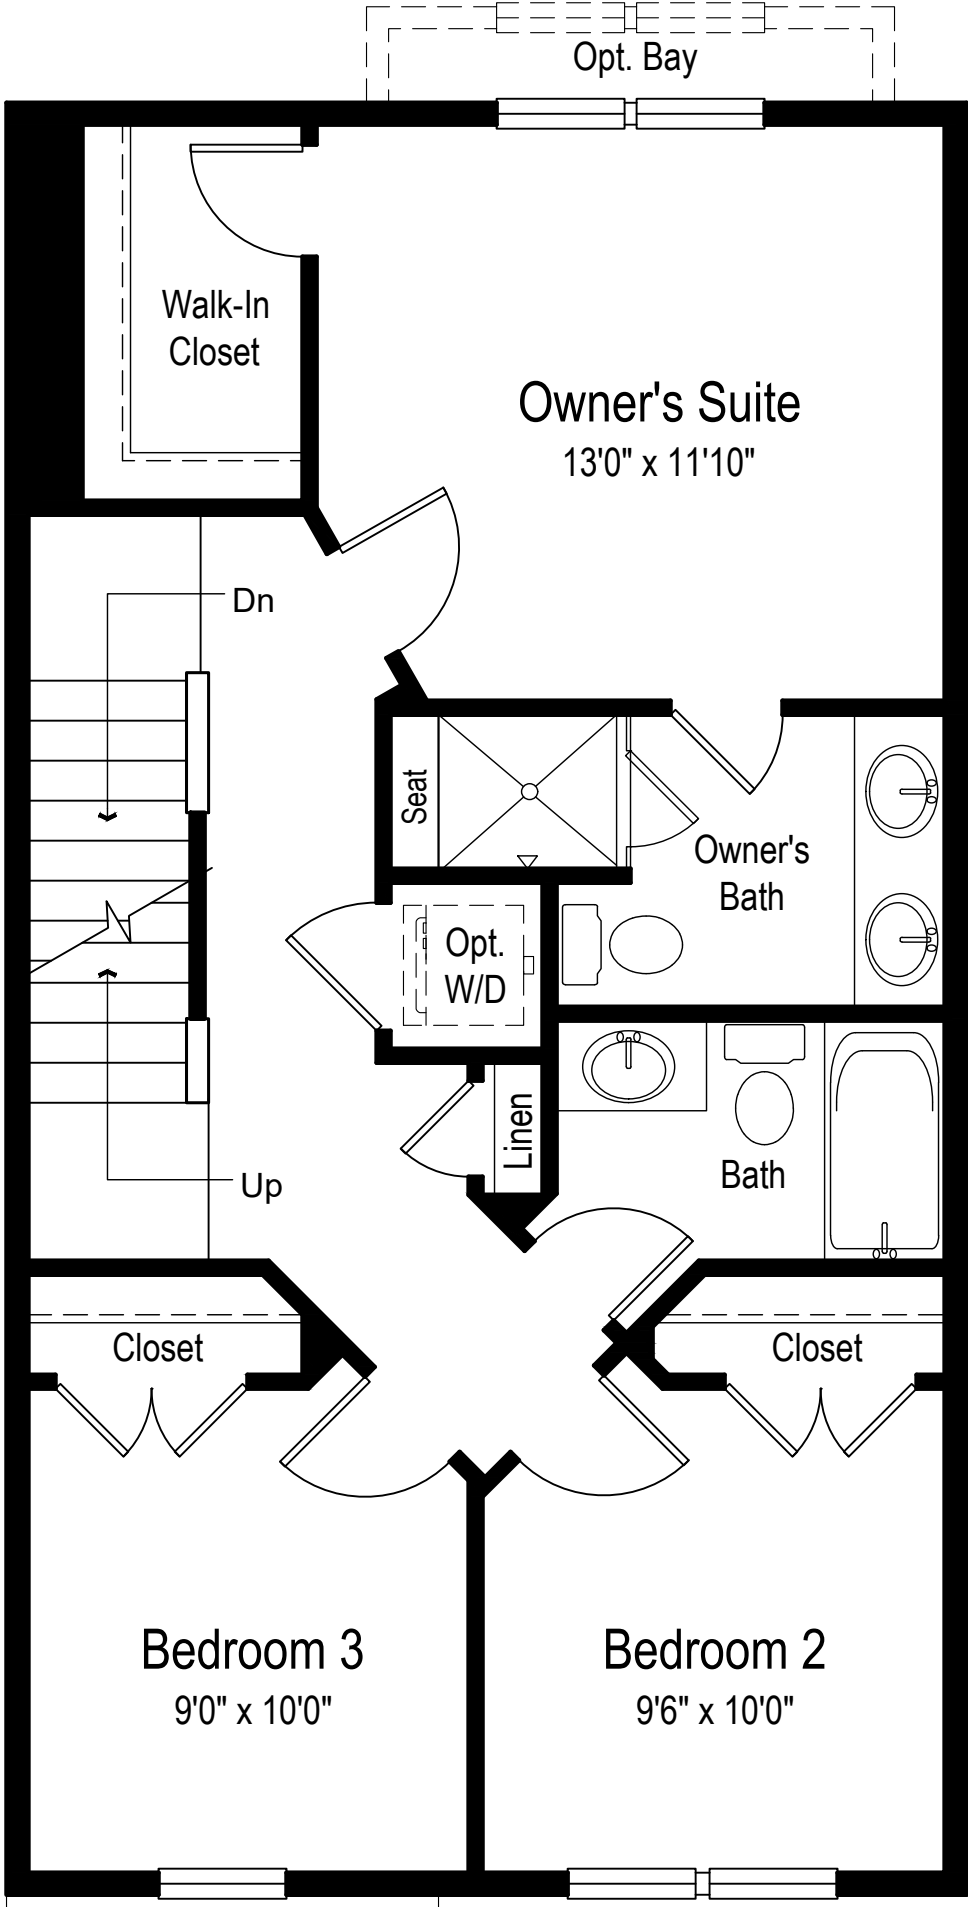 Opt. Bay
Walk-In
Closet
Owner's Suite
13'0" x 11'10"
Dn
Seat
Owner's
Bath
Opt.
W/D
Linen
Bath
Up
Closet
Closet
Bedroom 3
9'0" x 10'0"
Bedroom 2
9'6" x 10'0"